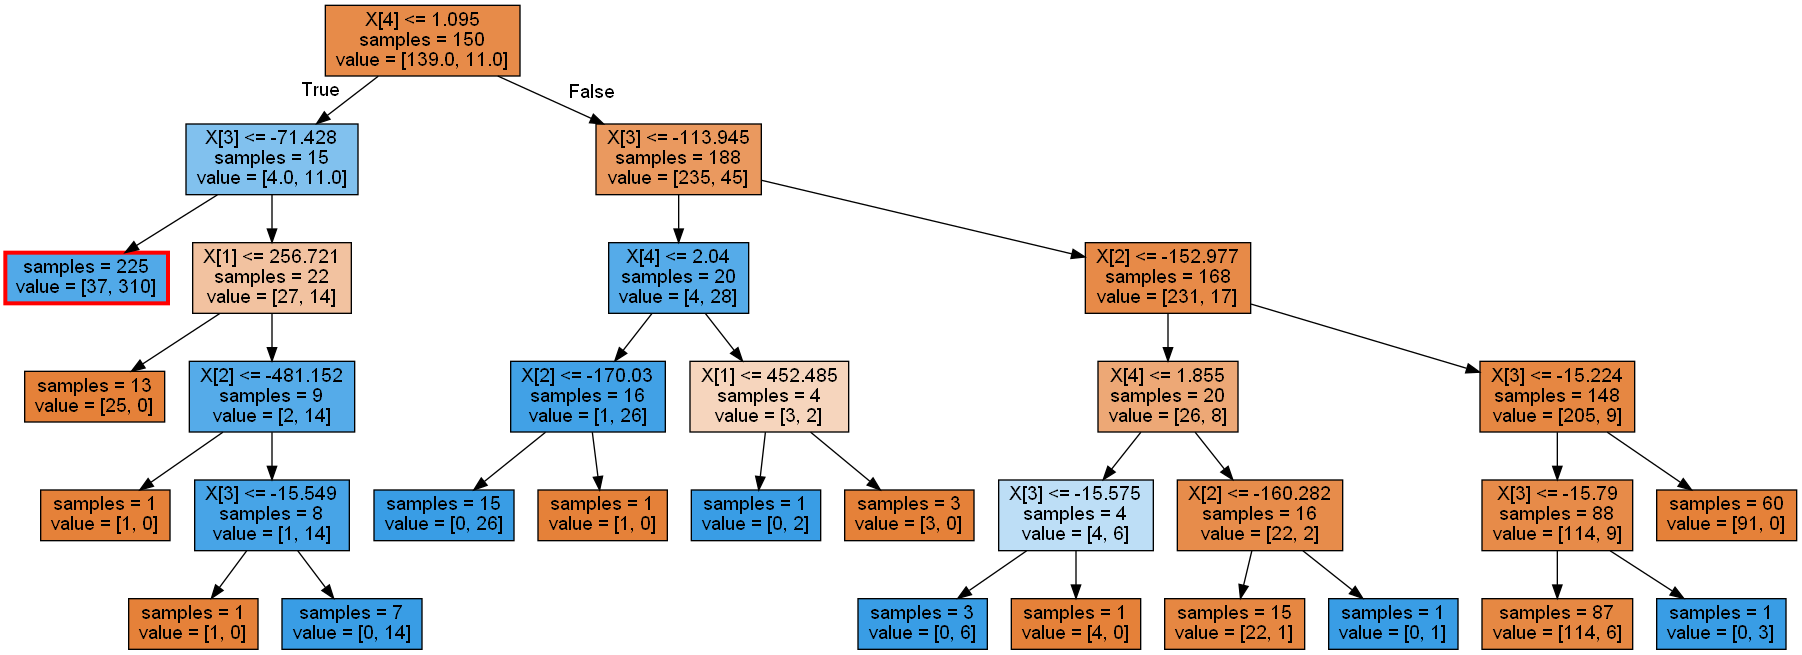 X[4] <= 1.095
samples = 150
value = [139.0, 11.0]
True
False
X[3] <= -71.428
samples = 15
value = [4.0, 11.0]
X[3] <= -113.945
samples = 188
value = [235, 45]
samples = 225
value = [37, 310]
X[1] <= 256.721
samples = 22
value = [27, 14]
X[4] <= 2.04
samples = 20
value = [4, 28]
X[2] <= -152.977
samples = 168
value = [231, 17]
samples = 13
value = [25, 0]
X[2] <= -481.152
samples = 9
value = [2, 14]
X[2] <= -170.03
samples = 16
value = [1, 26]
X[1] <= 452.485
samples = 4
value = [3, 2]
X[4] <= 1.855
samples = 20
value = [26, 8]
X[3] <= -15.224
samples = 148
value = [205, 9]
samples = 1
value = [1, 0]
X[3] <= -15.549
samples = 8
value = [1, 14]
samples = 15
value = [0, 26]
samples = 1
value = [1, 0]
samples = 1
value = [0, 2]
samples = 3
value = [3, 0]
X[3] <= -15.575
samples = 4
value = [4, 6]
X[2] <= -160.282
samples = 16
value = [22, 2]
X[3] <= -15.79
samples = 88
value = [114, 9]
samples = 60
value = [91, 0]
samples = 1
value = [1, 0]
samples = 7
value = [0, 14]
samples = 3
value = [0, 6]
samples = 1
value = [4, 0]
samples = 15
value = [22, 1]
samples = 1
value = [0, 1]
samples = 87
value = [114, 6]
samples = 1
value = [0, 3]